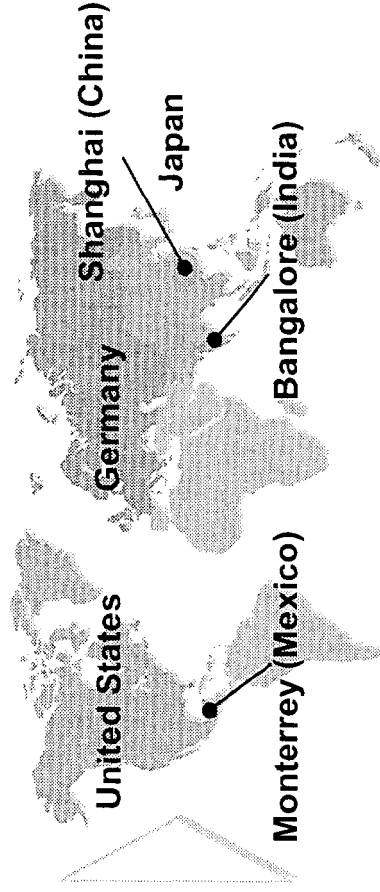 United States
Germany
Shanghai (China)
Japan
Monterrey (Mexico)
Bangalore (India)